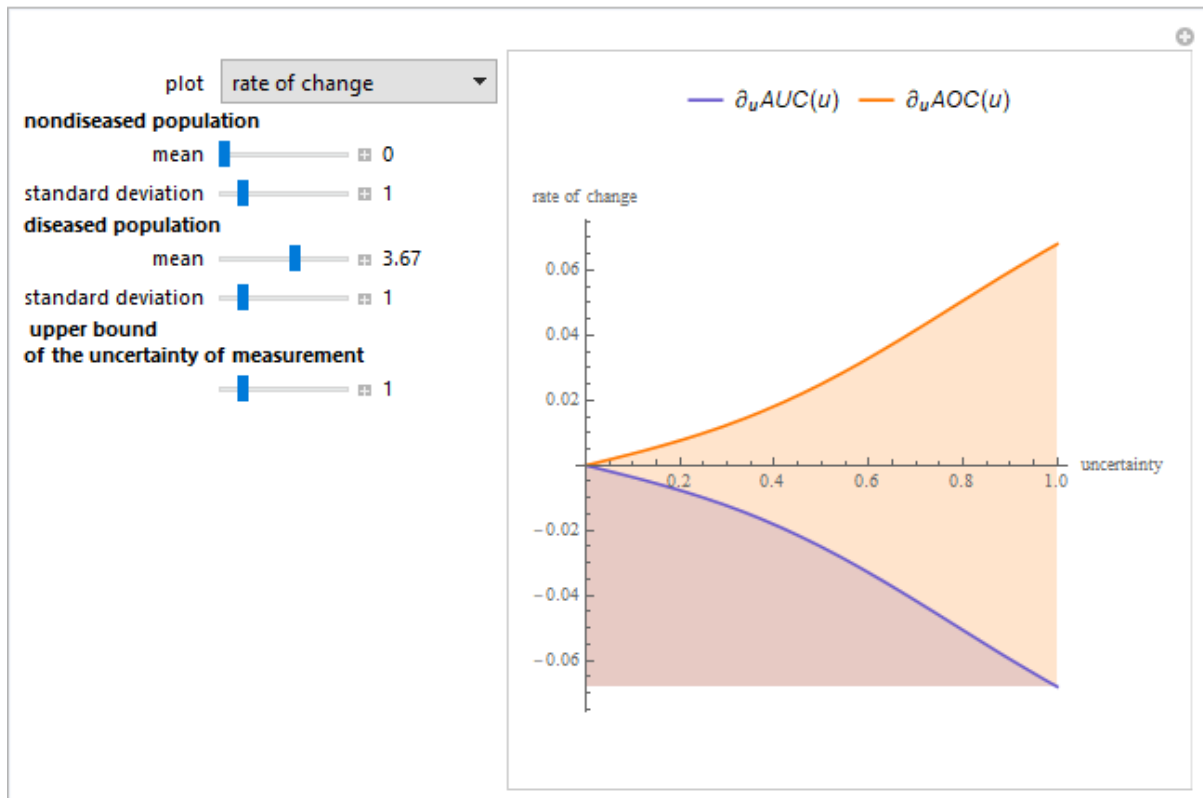 plot rate of change
nondiseased population
mean 0
standard deviation 1
diseased population
mean 3.67
standard deviation 1
upper bound
of the uncertainty of measurement
1
∂uAUC(u) ∂uAOC(u)
rate of change
0.06
0.04
0.02
uncertainty
0.2 0.4 0.6 0.8 1.0
−0.02
−0.04
−0.06